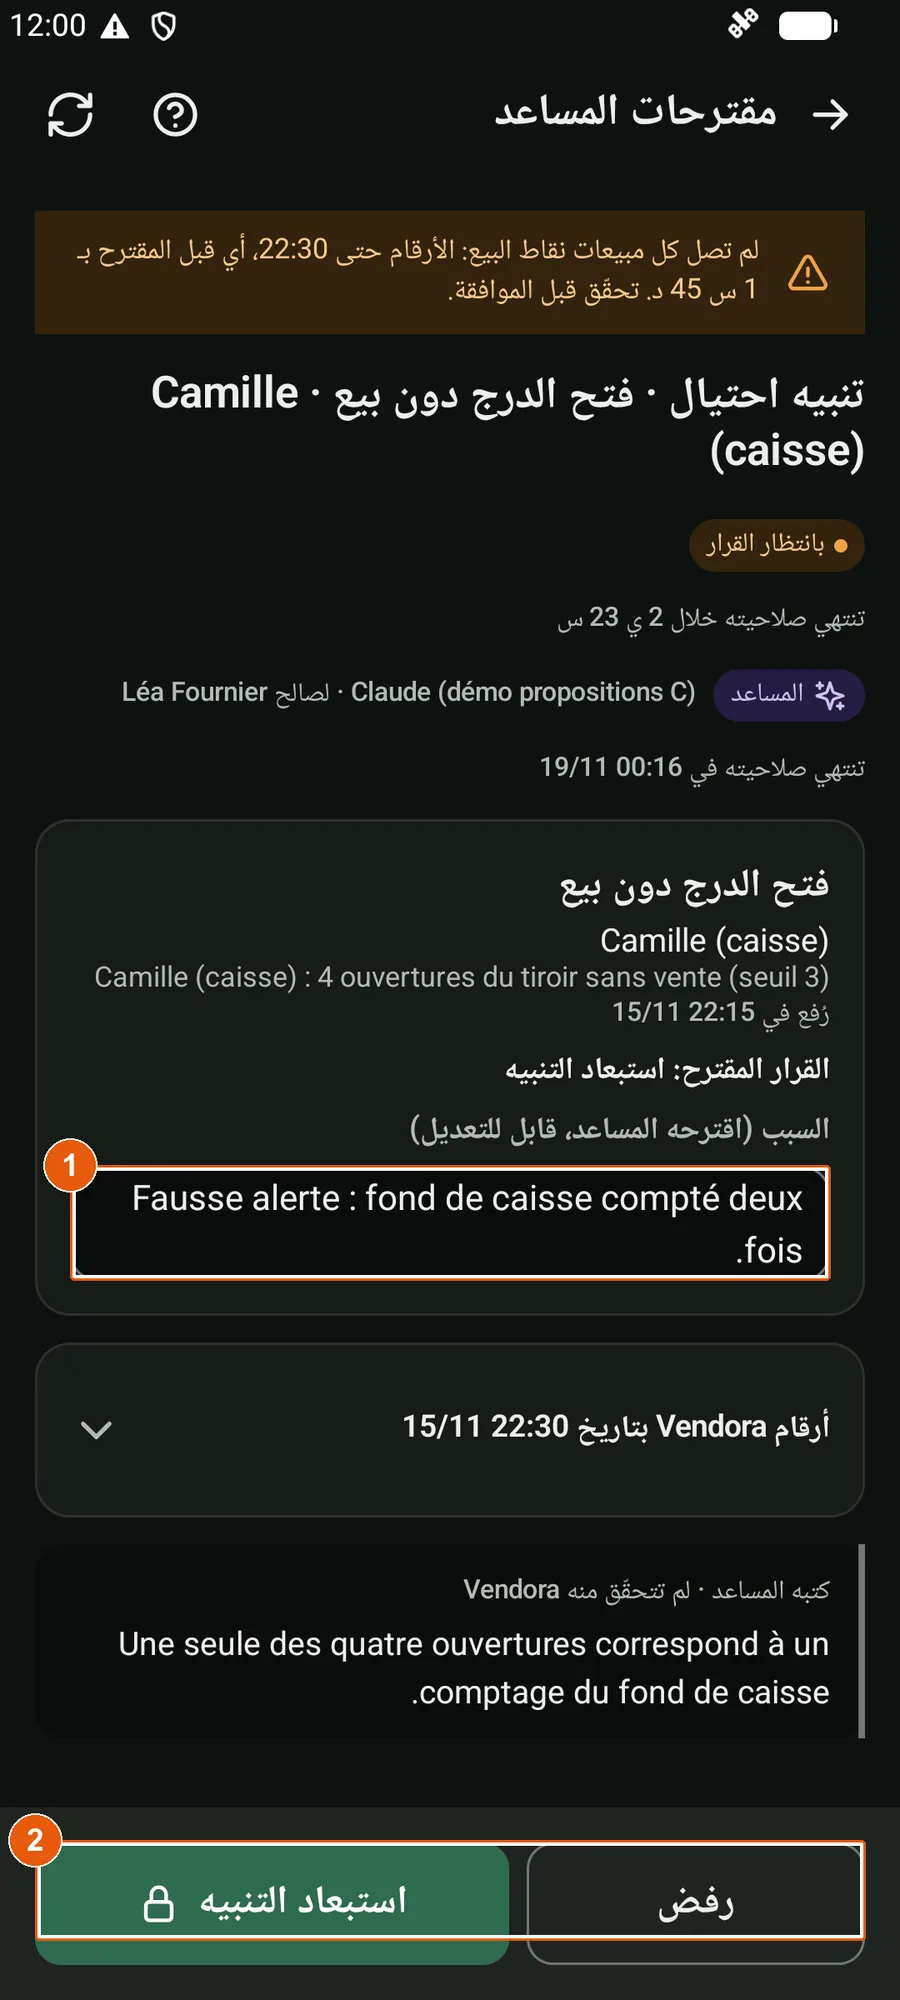 12:00
مقترحات المساعد
لم تصل كل مبيعات نقاط البيع: الأرقام حتى 22:30، أي قبل المقترح بـ
1 س 45 د. تحقّق قبل الموافقة.
تنبيه احتيال · فتح الدرج دون بيع · Camille
(caisse)
بانتظار القرار
تنتهي صلاحيته خلال 2 ي 23 س
المساعد
Claude (démo propositions C) · لصالح Léa Fournier
تنتهي صلاحيته في 19/11 00:16
فتح الدرج دون بيع
Camille (caisse)
Camille (caisse) : 4 ouvertures du tiroir sans vente (seuil 3)
رُفع في 15/11 22:15
القرار المقترح: استبعاد التنبيه
السبب (اقترحه المساعد، قابل للتعديل)
1
Fausse alerte : fond de caisse compté deux
fois.
أرقام Vendora بتاريخ 15/11 22:30
كتبه المساعد · لم تتحقّق منه Vendora
Une seule des quatre ouvertures correspond à un
comptage du fond de caisse.
2
رفض
استبعاد التنبيه